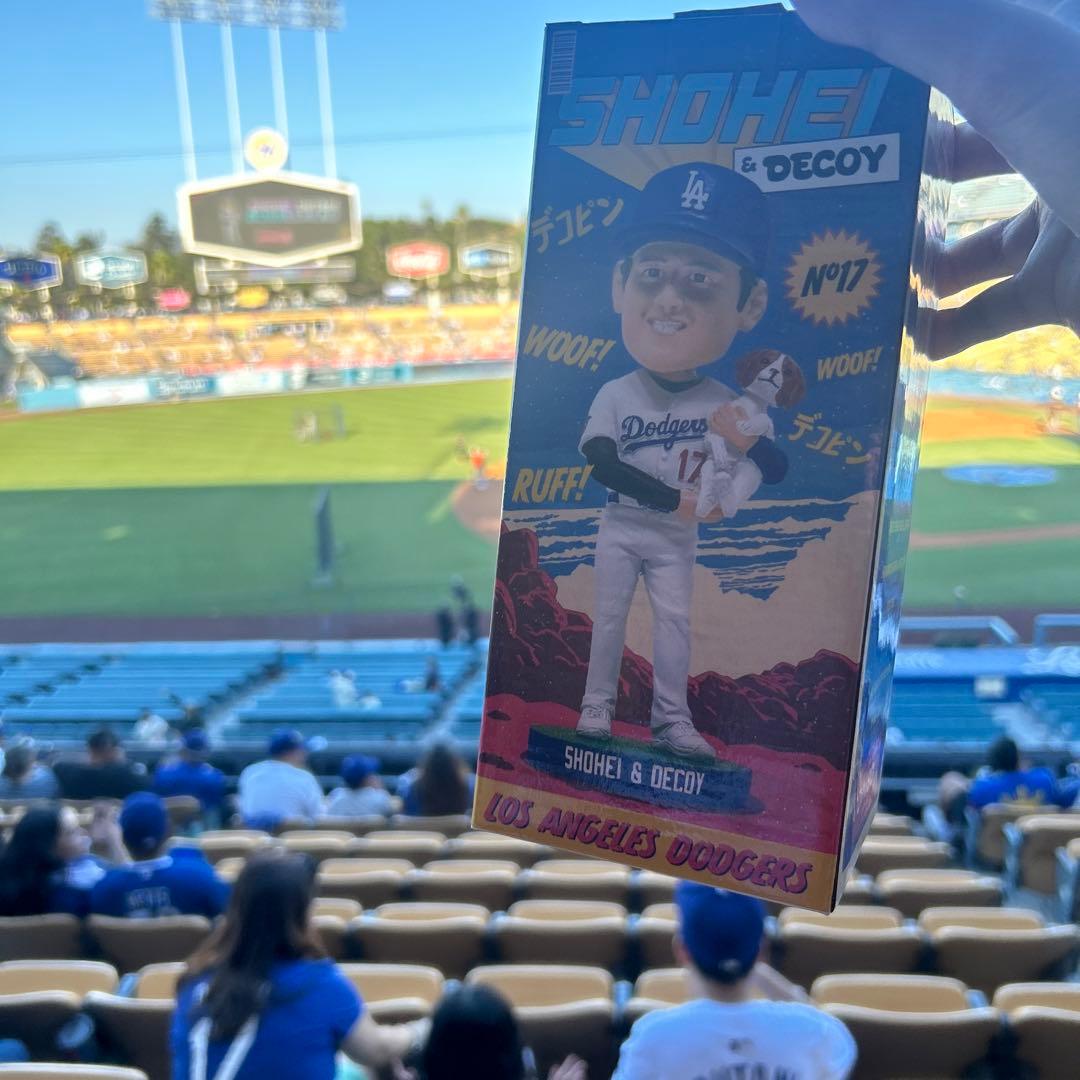 SHOHEI
& DECOY
デコピン
LA
Nº17
WOOF!
WOOF!
Dodgers
17
デコピン
RUFF!
SHOHEI & DECOY
LOS ANGELES DODGERS
17